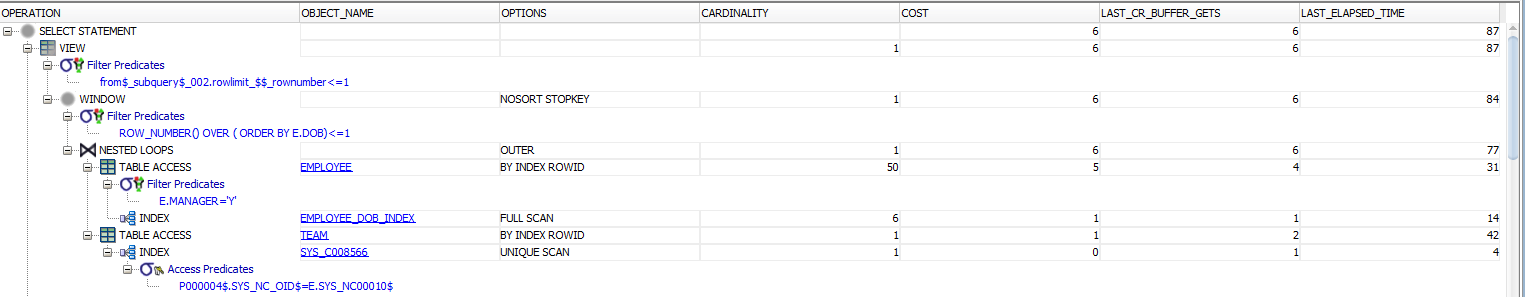 OPERATION OBJECT_NAME OPTIONS CARDINALITY COST LAST_CR_BUFFER_GETS LAST_ELAPSED_TIME
SELECT STATEMENT 6 6 87
VIEW 1 6 6 87
Filter Predicates
from$_subquery$_002.rowlimit_$$_rownumber<=1
WINDOW NOSORT STOPKEY 1 6 6 84
Filter Predicates
ROW_NUMBER() OVER ( ORDER BY E.DOB)<=1
NESTED LOOPS OUTER 1 6 6 77
TABLE ACCESS EMPLOYEE BY INDEX ROWID 50 5 4 31
Filter Predicates
E.MANAGER='Y'
INDEX EMPLOYEE_DOB_INDEX FULL SCAN 6 1 1 14
TABLE ACCESS TEAM BY INDEX ROWID 1 1 2 42
INDEX SYS_C008566 UNIQUE SCAN 1 0 1 4
Access Predicates
P000004$.SYS_NC_OID$=E.SYS_NC00010$